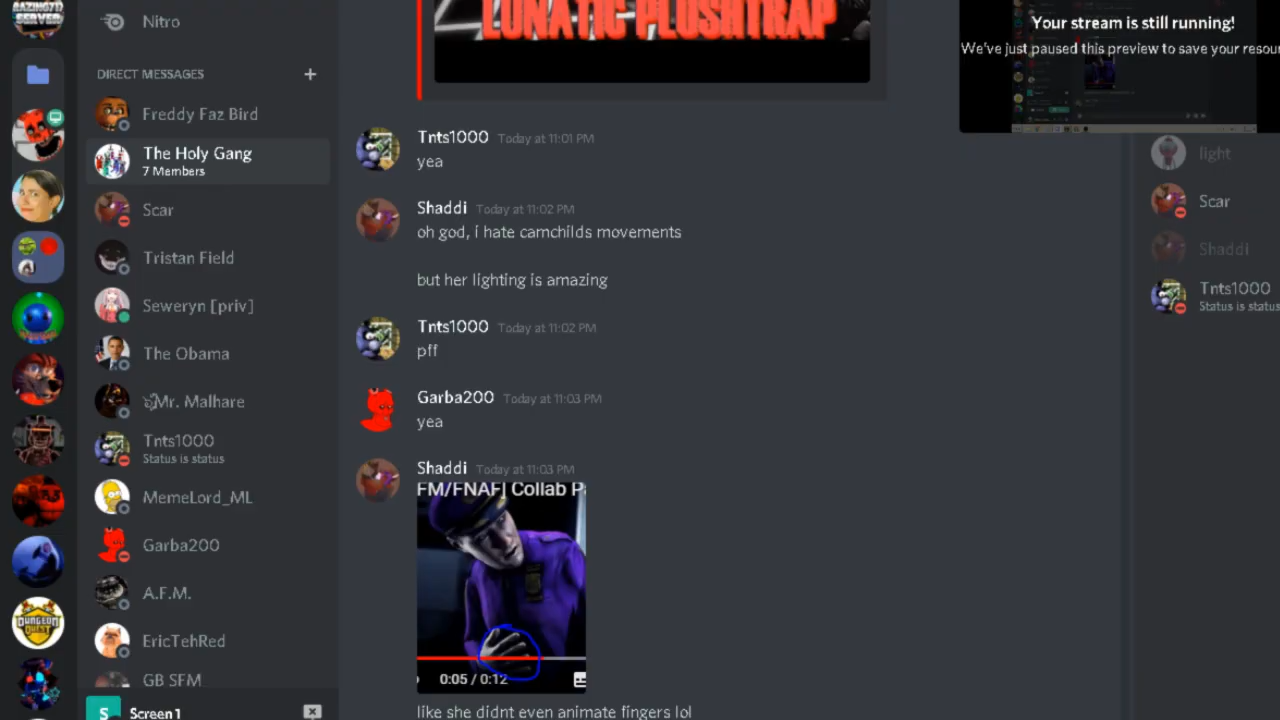 RAZING717
SERVER
Nitro
DIRECT MESSAGES
Freddy Faz Bird
The Holy Gang
7 Members
Scar
Tristan Field
Seweryn [priv]
The Obama
Mr. Malhare
Tnts1000
Status is status
MemeLord_ML
Garba200
A.F.M.
EricTehRed
GB SFM
S
Screen 1
DUNGEON
QUEST
LUNATIC PLUSHTRAP
Tnts1000 Today at 11:01 PM
yea
Shaddi Today at 11:02 PM
oh god, i hate camchilds movements
but her lighting is amazing
Tnts1000 Today at 11:02 PM
pff
Garba200 Today at 11:03 PM
yea
Shaddi Today at 11:03 PM
FM/FNAF| Collab Pa
0:05 / 0:12
like she didnt even animate fingers lol
Your stream is still running!
We've just paused this preview to save your resou
light
Scar
Shaddi
Tnts1000
Status is status